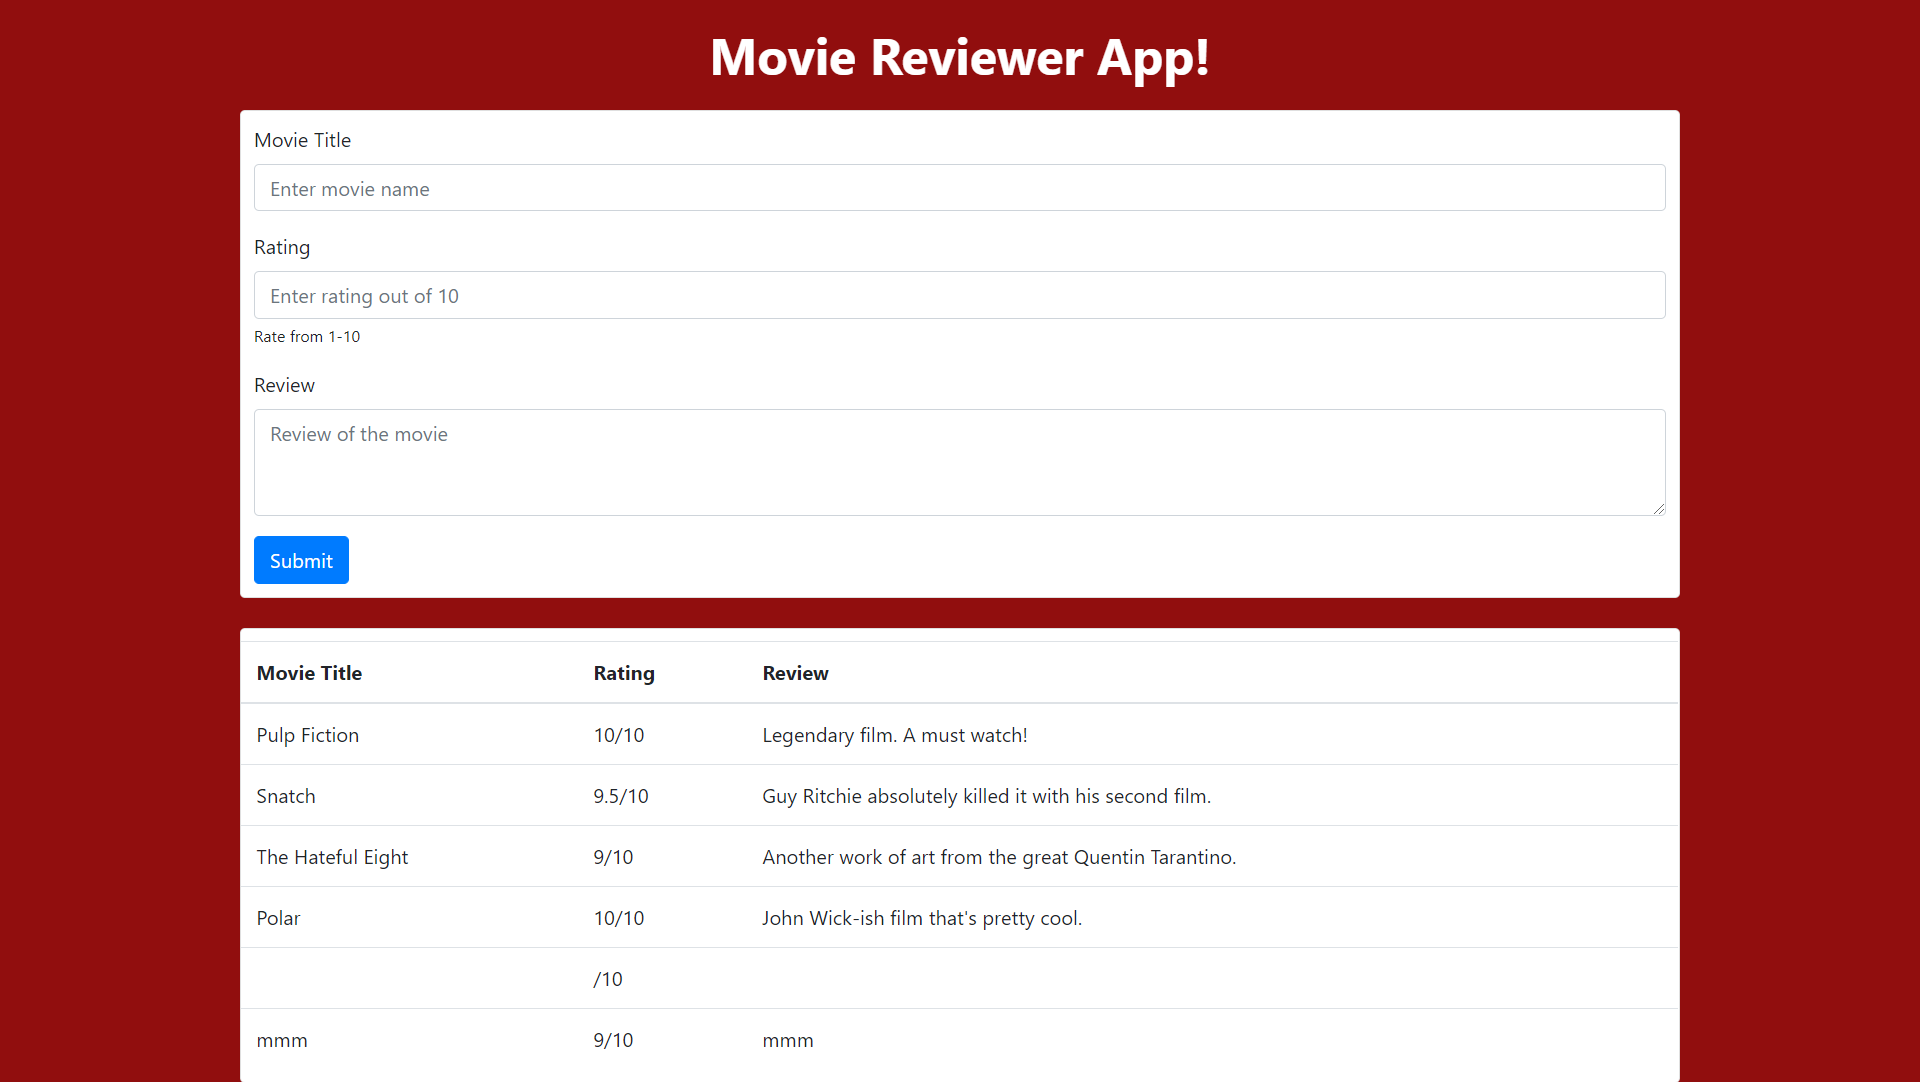 Movie Reviewer App!
Movie Title
Enter movie name
Rating
Enter rating out of 10
Rate from 1-10
Review
Review of the movie
Submit
Movie Title Rating Review
Pulp Fiction 10/10 Legendary film. A must watch!
Snatch 9.5/10 Guy Ritchie absolutely killed it with his second film.
The Hateful Eight 9/10 Another work of art from the great Quentin Tarantino.
Polar 10/10 John Wick-ish film that's pretty cool.
/10
mmm 9/10 mmm